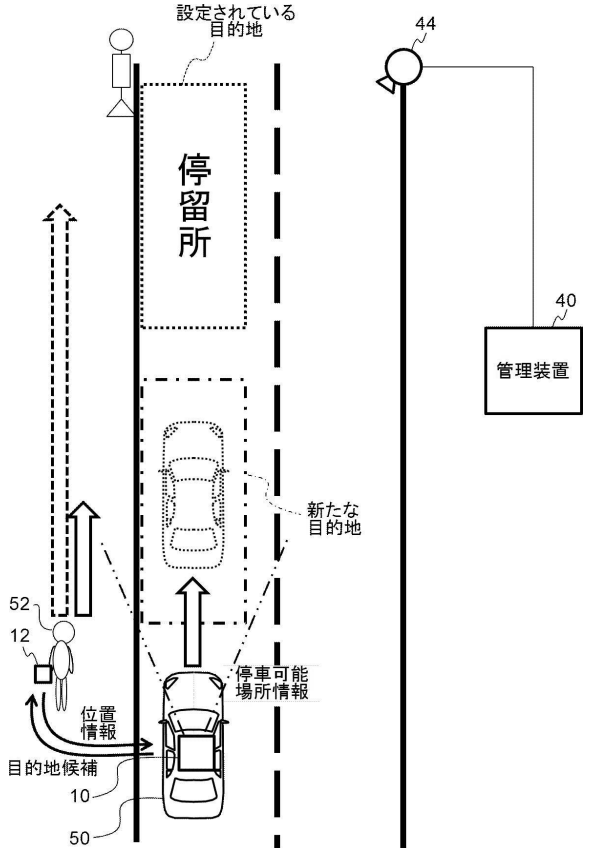 設定されている
目的地
44
停留所
40
管理装置
新たな
目的地
52
12
停車可能
場所情報
位置
情報
目的地候補
10
50